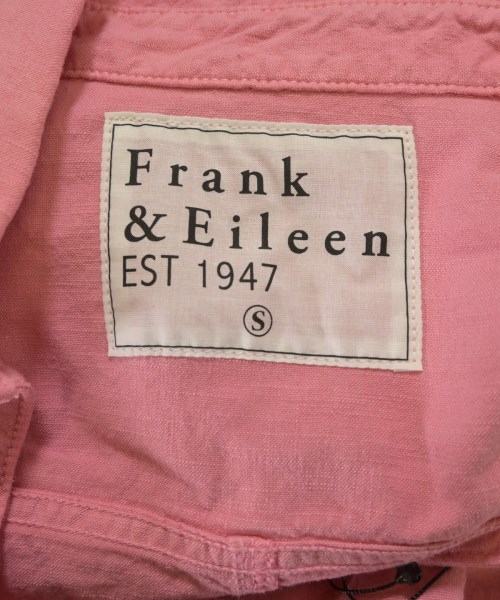 Frank
& Eileen
EST 1947
S